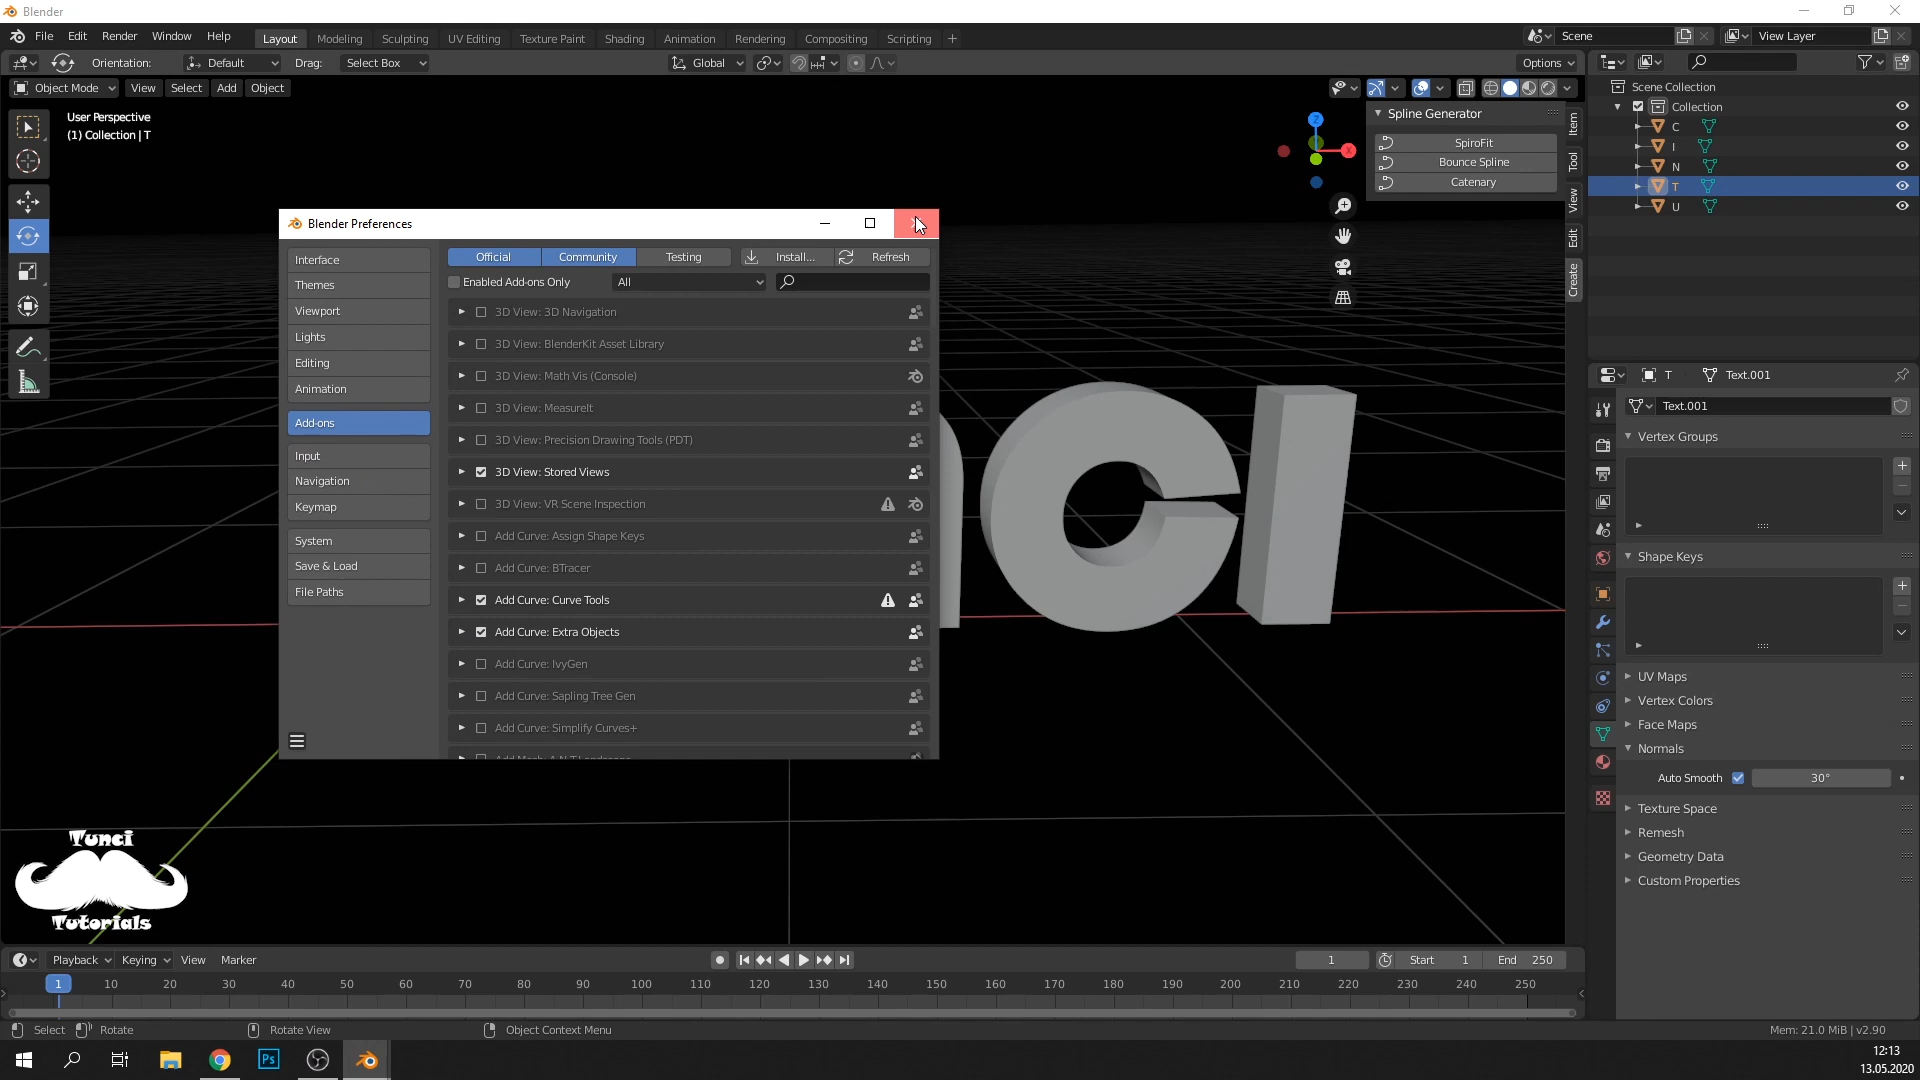 Blender
File Edit Render Window Help Layout Modeling Sculpting UV Editing Texture Paint Shading Animation Rendering Compositing Scripting + Scene View Layer
Orientation: Default Drag: Select Box Global Options
Object Mode View Select Add Object
User Perspective
(1) Collection | T
Z
X
Spline Generator
SpiroFit
Bounce Spline
Catenary
Item
Tool
View
Edit
Create
Scene Collection
Collection
C
I
N
T
U
Blender Preferences
Interface
Themes
Viewport
Lights
Editing
Animation
Add-ons
Input
Navigation
Keymap
System
Save & Load
File Paths
Official Community Testing Install... Refresh
Enabled Add-ons Only All
3D View: 3D Navigation
3D View: BlenderKit Asset Library
3D View: Math Vis (Console)
3D View: MeasureIt
3D View: Precision Drawing Tools (PDT)
3D View: Stored Views
3D View: VR Scene Inspection
Add Curve: Assign Shape Keys
Add Curve: BTracer
Add Curve: Curve Tools
Add Curve: Extra Objects
Add Curve: IvyGen
Add Curve: Sapling Tree Gen
Add Curve: Simplify Curves+
CI
T Text.001
Text.001
Vertex Groups
Shape Keys
UV Maps
Vertex Colors
Face Maps
Normals
Auto Smooth 30°
Texture Space
Remesh
Geometry Data
Custom Properties
Tunci
Tutorials
Playback Keying View Marker 1 Start 1 End 250
1 10 20 30 40 50 60 70 80 90 100 110 120 130 140 150 160 170 180 190 200 210 220 230 240 250
Select Rotate Rotate View Object Context Menu Mem: 21.0 MiB | v2.90
Ps
12:13
13.05.2020